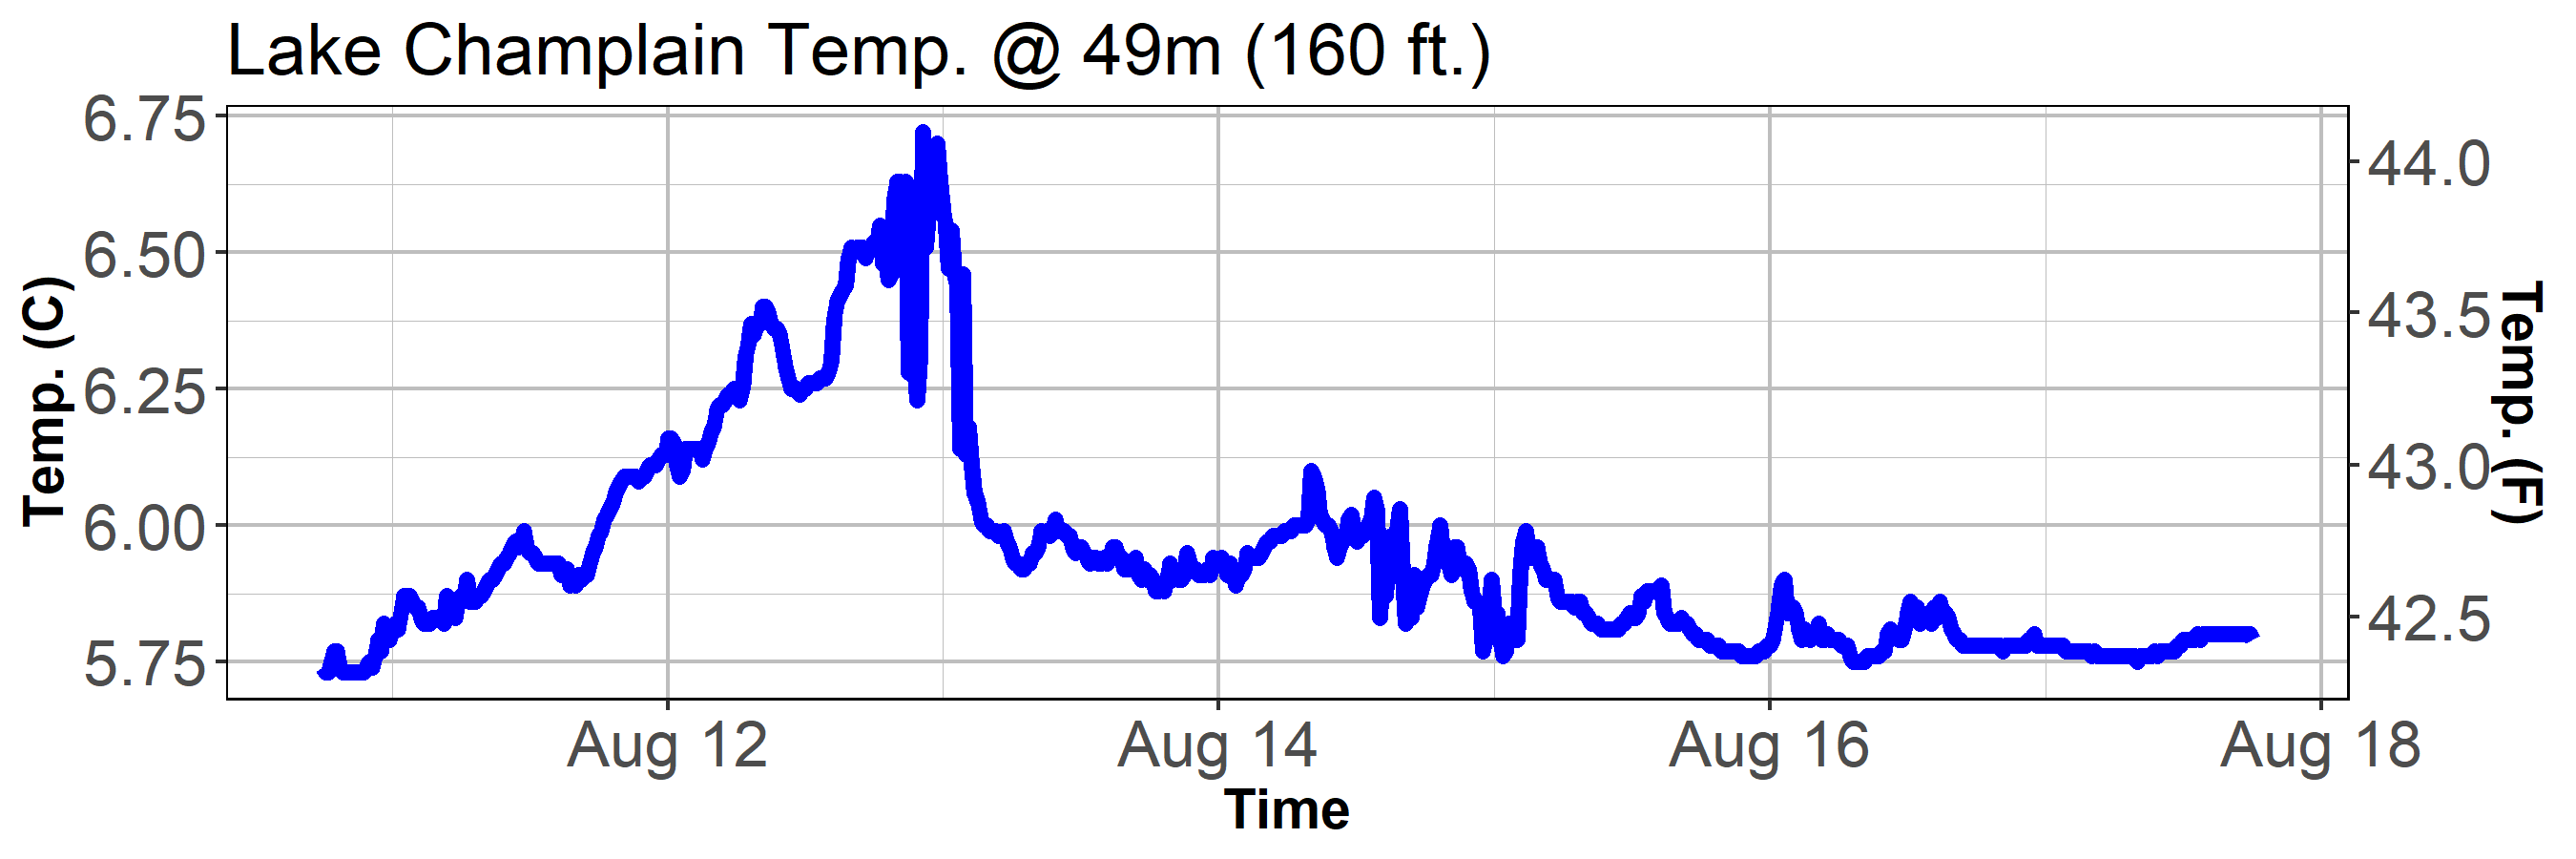 Lake Champlain Temp. @ 49m (160 ft.)
6.75
6.50
6.25
6.00
5.75
Temp. (C)
44.0
43.5
43.0
42.5
Temp. (F)
Aug 12
Aug 14
Aug 16
Aug 18
Time